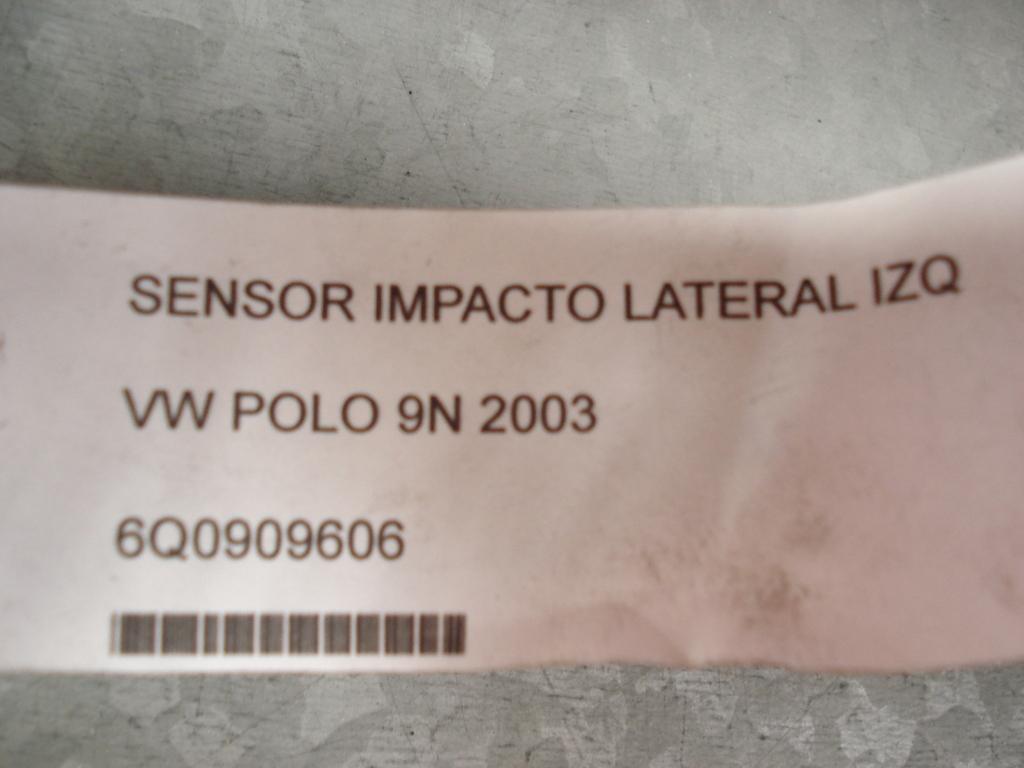 SENSOR IMPACTO LATERAL IZQ
VW POLO 9N 2003
6Q0909606